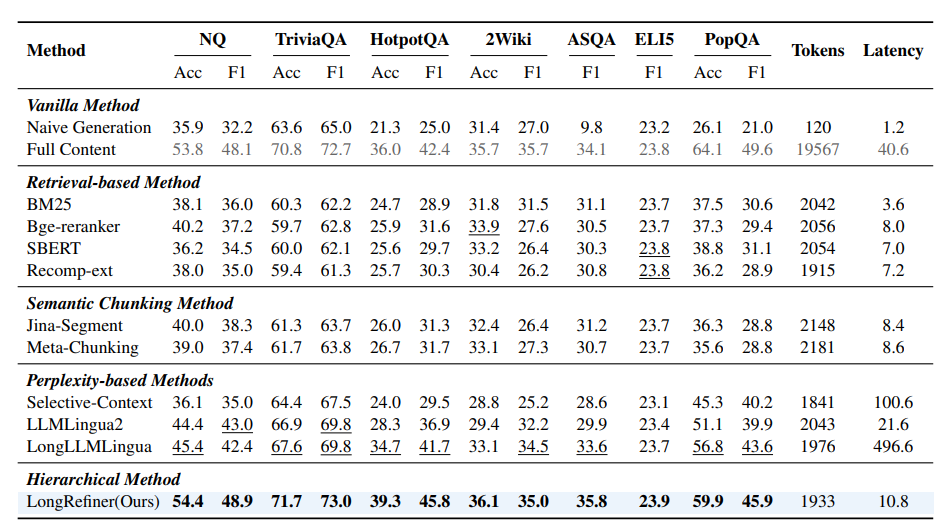 Method NQ TriviaQA HotpotQA 2Wiki ASQA ELI5 PopQA Tokens Latency
Acc F1 Acc F1 Acc F1 Acc F1 F1 F1 Acc F1
Vanilla Method
Naive Generation 35.9 32.2 63.6 65.0 21.3 25.0 31.4 27.0 9.8 23.2 26.1 21.0 120 1.2
Full Content 53.8 48.1 70.8 72.7 36.0 42.4 35.7 35.7 34.1 23.8 64.1 49.6 19567 40.6
Retrieval-based Method
BM25 38.1 36.0 60.3 62.2 24.7 28.9 31.8 31.5 31.1 23.7 37.5 30.6 2042 3.6
Bge-reranker 40.2 37.2 59.7 62.8 25.9 31.6 33.9 27.6 30.5 23.7 37.3 29.4 2056 8.0
SBERT 36.2 34.5 60.0 62.1 25.6 29.7 33.2 26.4 30.3 23.8 38.8 31.1 2054 7.0
Recomp-ext 38.0 35.0 59.4 61.3 25.7 30.3 30.4 26.2 30.8 23.8 36.2 28.9 1915 7.2
Semantic Chunking Method
Jina-Segment 40.0 38.3 61.3 63.7 26.0 31.3 32.4 26.4 31.2 23.7 36.3 28.8 2148 8.4
Meta-Chunking 39.0 37.4 61.7 63.8 26.7 31.7 33.1 27.3 30.7 23.7 35.6 28.8 2181 8.6
Perplexity-based Methods
Selective-Context 36.1 35.0 64.4 67.5 24.0 29.5 28.8 25.2 28.6 23.1 45.3 40.2 1841 100.6
LLMLingua2 44.4 43.0 66.9 69.8 28.3 36.9 29.4 32.2 29.9 23.4 51.1 39.9 2043 21.6
LongLLMLingua 45.4 42.4 67.6 69.8 34.7 41.7 33.1 34.5 33.6 23.7 56.8 43.6 1976 496.6
Hierarchical Method
LongRefiner(Ours) 54.4 48.9 71.7 73.0 39.3 45.8 36.1 35.0 35.8 23.9 59.9 45.9 1933 10.8